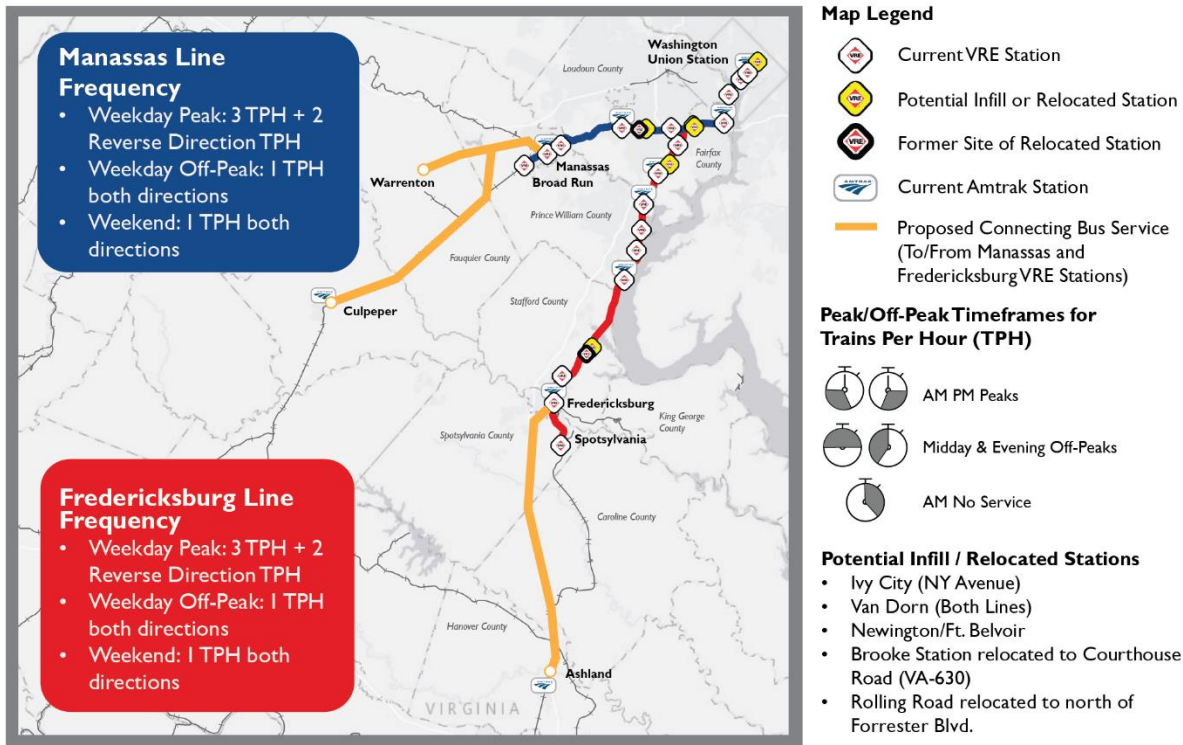 Manassas Line
Frequency
• Weekday Peak: 3 TPH + 2
Reverse Direction TPH
• Weekday Off-Peak: 1 TPH
both directions
• Weekend: 1 TPH both
directions
Fredericksburg Line
Frequency
• Weekday Peak: 3 TPH + 2
Reverse Direction TPH
• Weekday Off-Peak: 1 TPH
both directions
• Weekend: 1 TPH both
directions
Washington
Union Station
Loudoun County
Fairfax
County
Manassas
Broad Run
Warrenton
Prince William County
Fauquier County
Culpeper
Stafford County
Fredericksburg
King George
County
Spotsylvania County
Spotsylvania
Caroline County
Hanover County
Ashland
VIRGINIA
Map Legend
VRE
Current VRE Station
VRE
Potential Infill or Relocated Station
VRE
Former Site of Relocated Station
AMTRAK
Current Amtrak Station
Proposed Connecting Bus Service
(To/From Manassas and
Fredericksburg VRE Stations)
Peak/Off-Peak Timeframes for
Trains Per Hour (TPH)
AM PM Peaks
Midday & Evening Off-Peaks
AM No Service
Potential Infill / Relocated Stations
• Ivy City (NY Avenue)
• Van Dorn (Both Lines)
• Newington/Ft. Belvoir
• Brooke Station relocated to Courthouse
Road (VA-630)
• Rolling Road relocated to north of
Forrester Blvd.